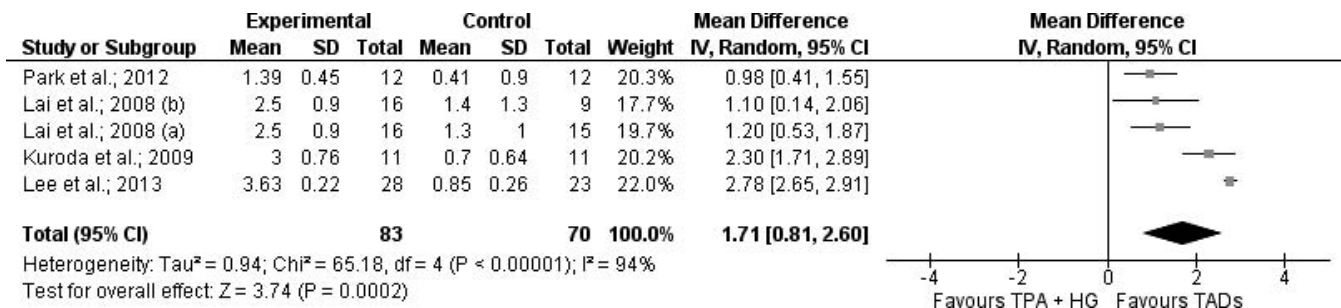 Experimental Control Mean Difference Mean Difference
Study or Subgroup Mean SD Total Mean SD Total Weight IV, Random, 95% CI IV, Random, 95% CI
Park et al.; 2012 1.39 0.45 12 0.41 0.9 12 20.3% 0.98 [0.41, 1.55]
Lai et al.; 2008 (b) 2.5 0.9 16 1.4 1.3 9 17.7% 1.10 [0.14, 2.06]
Lai et al.; 2008 (a) 2.5 0.9 16 1.3 1 15 19.7% 1.20 [0.53, 1.87]
Kuroda et al.; 2009 3 0.76 11 0.7 0.64 11 20.2% 2.30 [1.71, 2.89]
Lee et al.; 2013 3.63 0.22 28 0.85 0.26 23 22.0% 2.78 [2.65, 2.91]
Total (95% CI) 83 70 100.0% 1.71 [0.81, 2.60]
Heterogeneity: Tau² = 0.94; Chi² = 65.18, df = 4 (P < 0.00001); I² = 94%
Test for overall effect: Z = 3.74 (P = 0.0002)
-4 -2 0 2 4
Favours TPA + HG Favours TADs